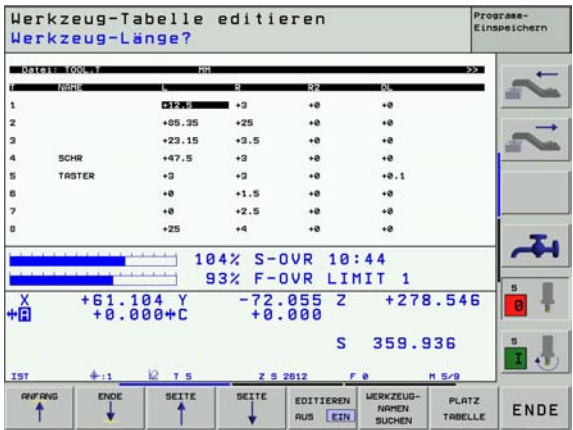 Werkzeug-Tabelle editieren
Werkzeug-Länge?
Programm-
Einspeichern
Datei: TOOL.T MM >>
T NAME L R R2 DL
1 +12.5 +3 +0 +0
2 +85.35 +25 +0 +0
3 +23.15 +3.5 +0 +0
4 SCHR +47.5 +3 +0 +0
5 TASTER +3 +3 +0 +0.1
6 +0 +1.5 +0 +0
7 +0 +2.5 +0 +0
8 +25 +4 +0 +0
104% S-OVR 10:44
93% F-OVR LIMIT 1
X +61.104 Y -72.055 Z +278.546
A +0.000 C +0.000
S 359.936
IST :1 T 5 Z S 2612 F 0 M 5/9
S
0
S
I
ANFANG
ENDE
SEITE
SEITE
EDITIEREN
AUS EIN
WERKZEUG-
NAMEN
SUCHEN
PLATZ
TABELLE
ENDE